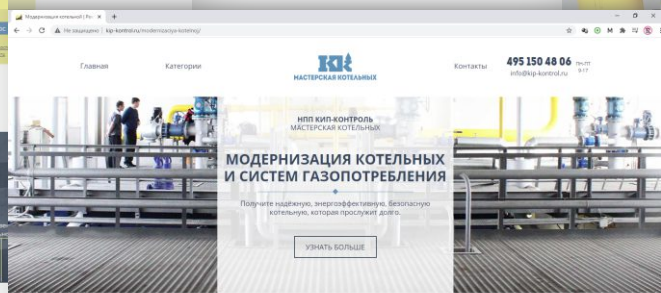 Модернизация котельной | Ре
Не защищено | kip-kontrol.ru/modernizaciya-kotelnoj/
Главная
Категории
КК
МАСТЕРСКАЯ КОТЕЛЬНЫХ
Контакты
495 150 48 06 ПН-ПТ
9-17
info@kip-kontrol.ru
НПП КИП-КОНТРОЛЬ
МАСТЕРСКАЯ КОТЕЛЬНЫХ
МОДЕРНИЗАЦИЯ КОТЕЛЬНЫХ
И СИСТЕМ ГАЗОПОТРЕБЛЕНИЯ
Получите надёжную, энергоэффективную, безопасную
котельную, которая прослужит долго.
УЗНАТЬ БОЛЬШЕ